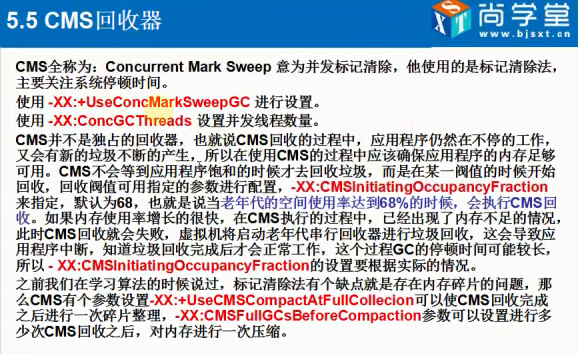 5.5 CMS回收器
尚学堂
www.bjsxt.com
CMS全称为：Concurrent Mark Sweep 意为并发标记清除，他使用的是标记清除法，
主要关注系统停顿时间。
使用 -XX:+UseConcMarkSweepGC 进行设置。
使用 -XX:ConcGCThreads 设置并发线程数量。
CMS并不是独占的回收器，也就说CMS回收的过程中，应用程序仍然在不停的工作，
又会有新的垃圾不断的产生，所以在使用CMS的过程中应该确保应用程序的内存足够
可用。CMS不会等到应用程序饱和的时候才去回收垃圾，而是在某一阀值的时候开始
回收，回收阀值可用指定的参数进行配置，-XX:CMSInitiatingOccupancyFraction
来指定，默认为68，也就是说当老年代的空间使用率达到68%的时候，会执行CMS回
收。如果内存使用率增长的很快，在CMS执行的过程中，已经出现了内存不足的情况，
此时CMS回收就会失败，虚拟机将启动老年代串行回收器进行垃圾回收，这会导致应
用程序中断，知道垃圾回收完成后才会正常工作，这个过程GC的停顿时间可能较长，
所以 - XX:CMSInitiatingOccupancyFraction的设置要根据实际的情况。
之前我们在学习算法的时候说过，标记清除法有个缺点就是存在内存碎片的问题，那
么CMS有个参数设置-XX:+UseCMSCompactAtFullCollecion可以使CMS回收完成
之后进行一次碎片整理，-XX:CMSFullGCsBeforeCompaction参数可以设置进行多
少次CMS回收之后，对内存进行一次压缩。